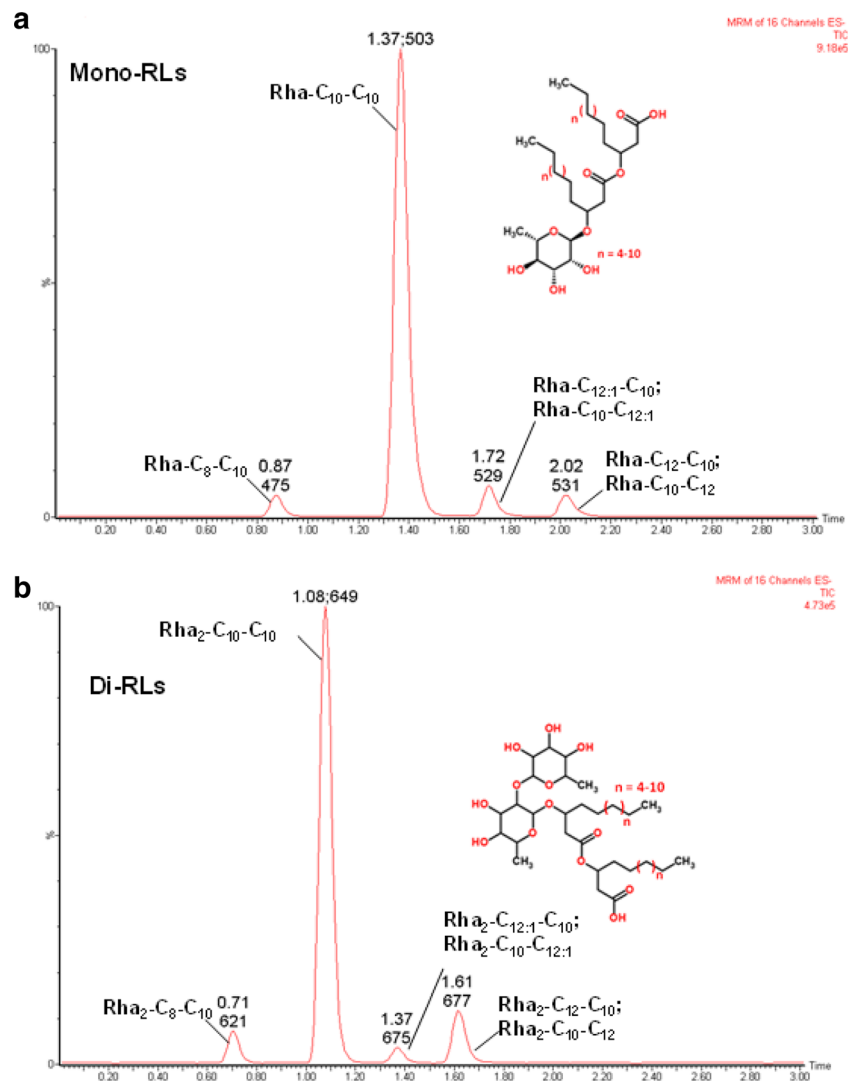 a
MRM of 16 Channels ES-
TIC
9.18e5
1.37;503
100
Mono-RLs
Rha-C10-C10
H3C
n
O
OH
H3C
n
O
O
H3C
O
O
n = 4-10
HO
OH
OH
%
Rha-C12:1-C10;
Rha-C10-C12:1
Rha-C8-C10
0.87
475
1.72
529
2.02
531
Rha-C12-C10;
Rha-C10-C12
0
Time
0.20 0.40 0.60 0.80 1.00 1.20 1.40 1.60 1.80 2.00 2.20 2.40 2.60 2.80 3.00
b
MRM of 16 Channels ES-
TIC
4.73e5
1.08;649
100
Rha2-C10-C10
Di-RLs
OH
HO
OH
O
CH3
n = 4-10
O
HO
O
CH3
n
HO
O
O
CH3
O
CH3
n
O
OH
%
Rha2-C12:1-C10;
Rha2-C10-C12:1
Rha2-C8-C10
0.71
621
1.37
675
1.61
677
Rha2-C12-C10;
Rha2-C10-C12
0
Time
0.20 0.40 0.60 0.80 1.00 1.20 1.40 1.60 1.80 2.00 2.20 2.40 2.60 2.80 3.00